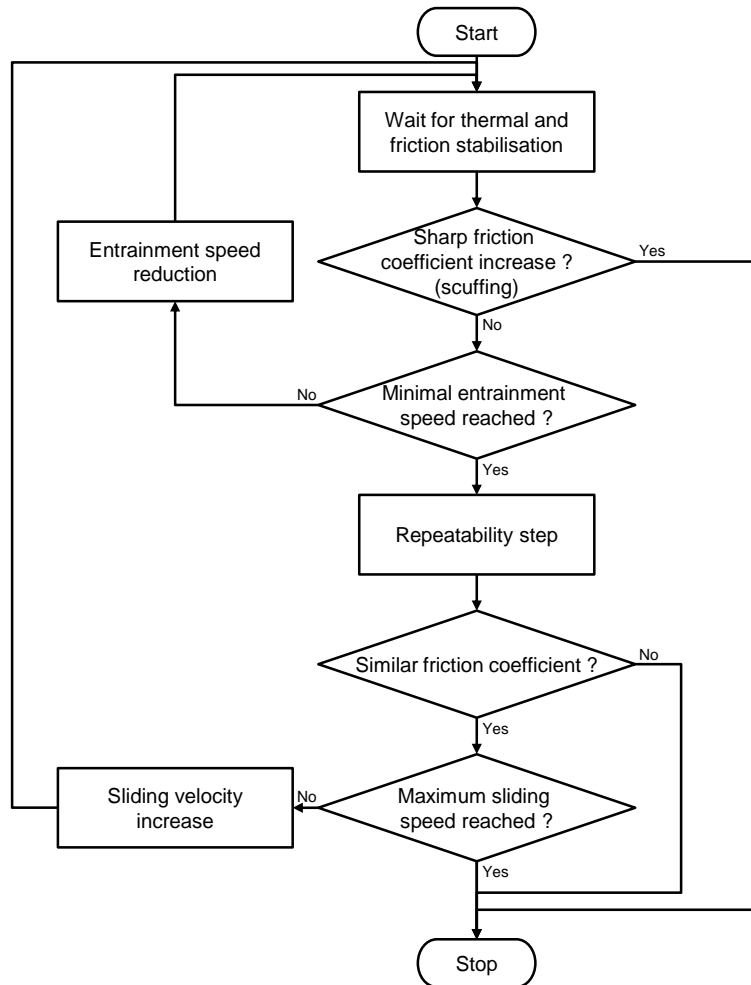 Start
Wait for thermal and
friction stabilisation
Sharp friction
coefficient increase ?
(scuffing)
Yes
No
Entrainment speed
reduction
Minimal entrainment
speed reached ?
No
Yes
Repeatability step
Similar friction coefficient ?
No
Yes
Maximum sliding
speed reached ?
No
Sliding velocity
increase
Yes
Stop